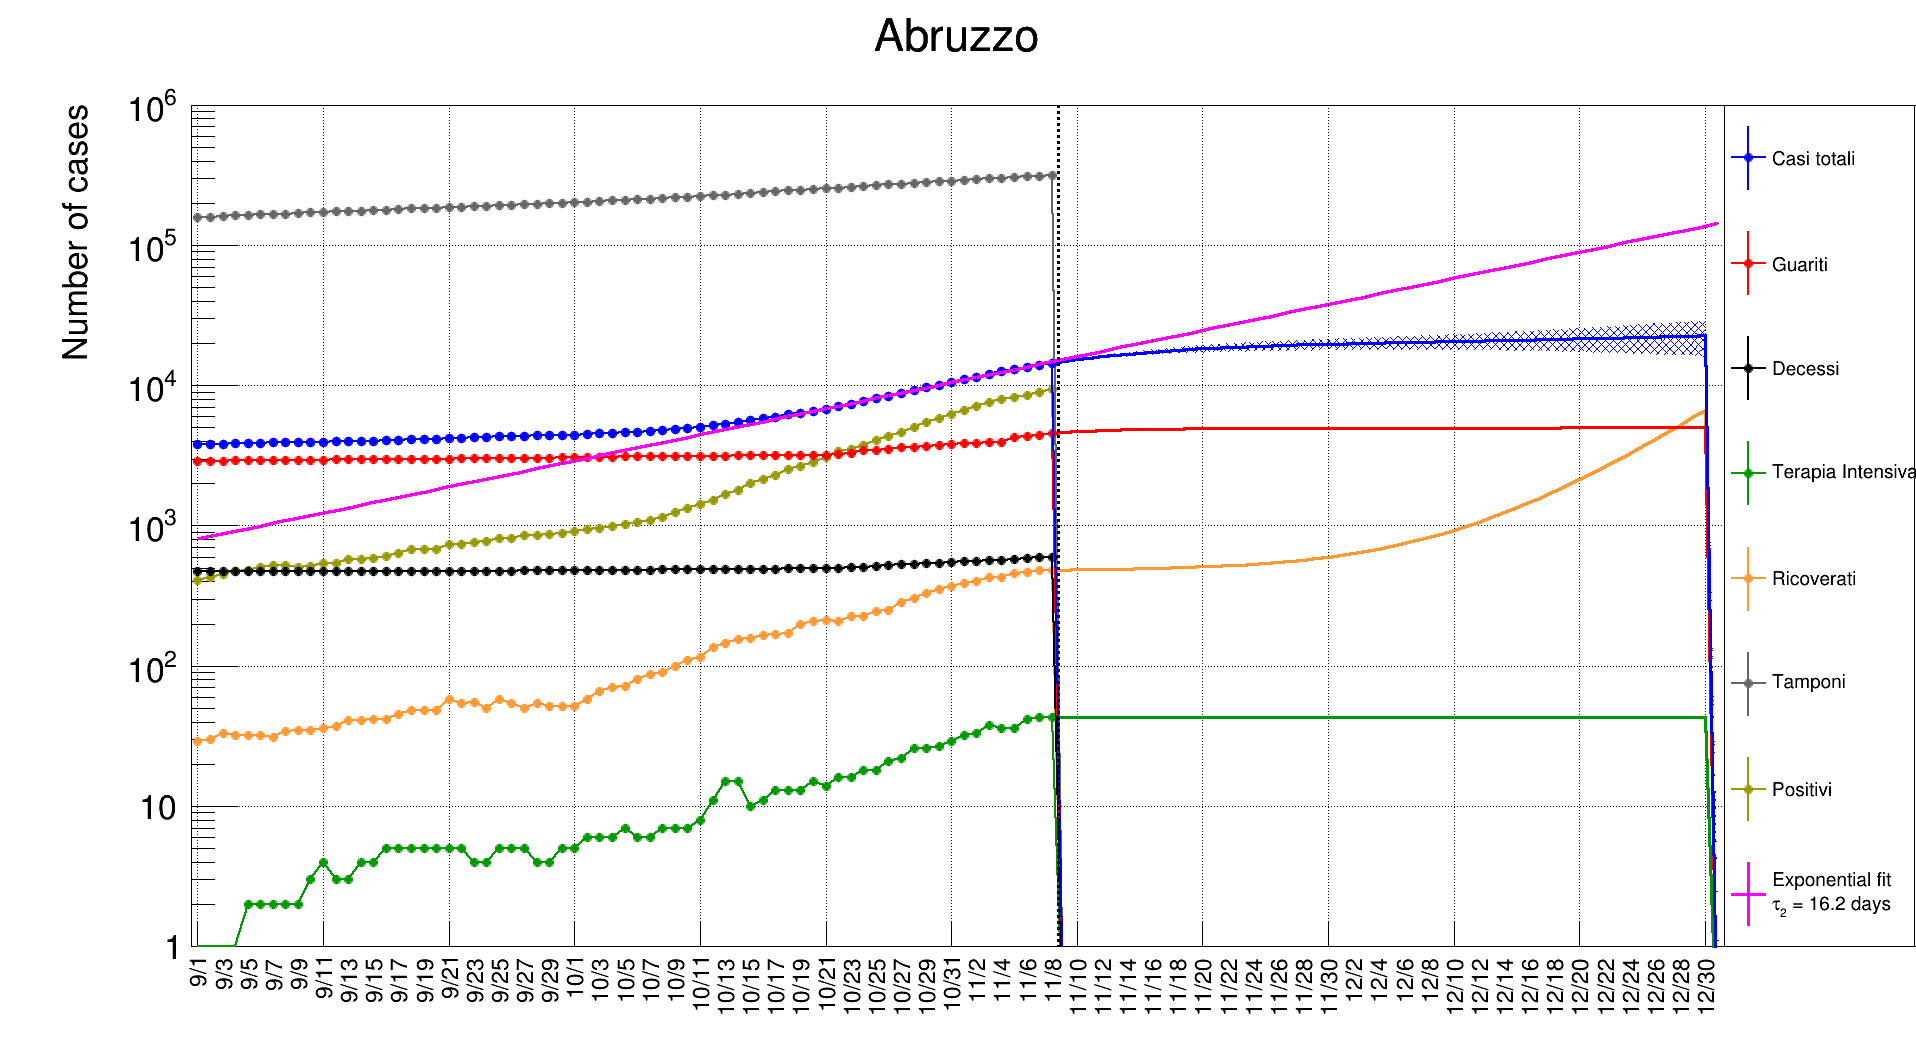 Abruzzo
Number of cases
10^6
10^5
10^4
10^3
10^2
10
1
9/1 9/3 9/5 9/7 9/9 9/11 9/13 9/15 9/17 9/19 9/21 9/23 9/25 9/27 9/29 10/1 10/3 10/5 10/7 10/9 10/11 10/13 10/15 10/17 10/19 10/21 10/23 10/25 10/27 10/29 10/31 11/2 11/4 11/6 11/8 11/10 11/12 11/14 11/16 11/18 11/20 11/22 11/24 11/26 11/28 11/30 12/2 12/4 12/6 12/8 12/10 12/12 12/14 12/16 12/18 12/20 12/22 12/24 12/26 12/28 12/30
Casi totali
Guariti
Decessi
Terapia Intensiva
Ricoverati
Tamponi
Positivi
Exponential fit
τ₂ = 16.2 days